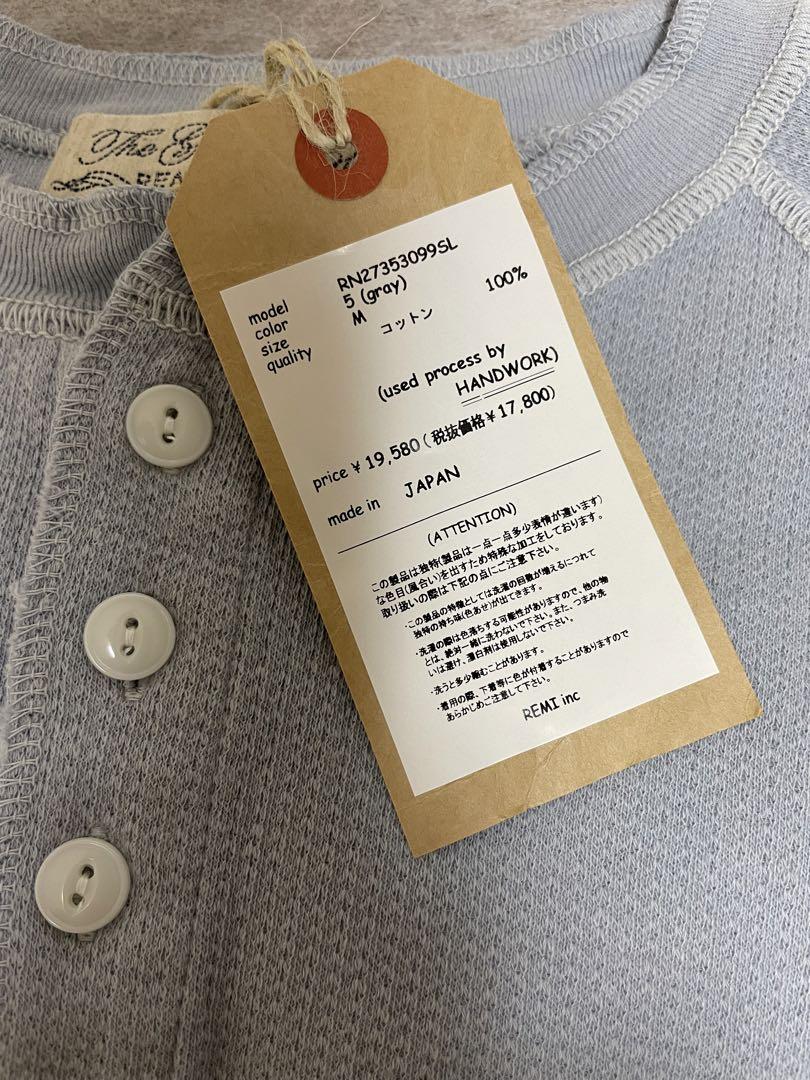 The
model RN27353099SL
color 5 (gray)
size M
quality コットン 100%
(used process by
HANDWORK)
price ¥ 19,580 (税抜価格¥17,800)
made in JAPAN
(ATTENTION)
この製品は独特(製品は一点一点多少表情が違います)
な色目(風合い)を出すため特殊な加工をしております。
取り扱いの際は下記の点にご注意下さい。
・この製品の特徴としては洗濯の回数が増えるにつれて
独特の持ち味(色あせ)が出てきます。
・洗濯の際は色落ちする可能性がありますので、他の物
とは、絶対一緒に洗わないで下さい。また、つまみ洗
いは避け、漂白剤は使用しないで下さい。
・洗うと多少縮むことがあります。
・着用の際、下着等に色が付着することがありますので
あらかじめご注意して下さい。
REMI inc